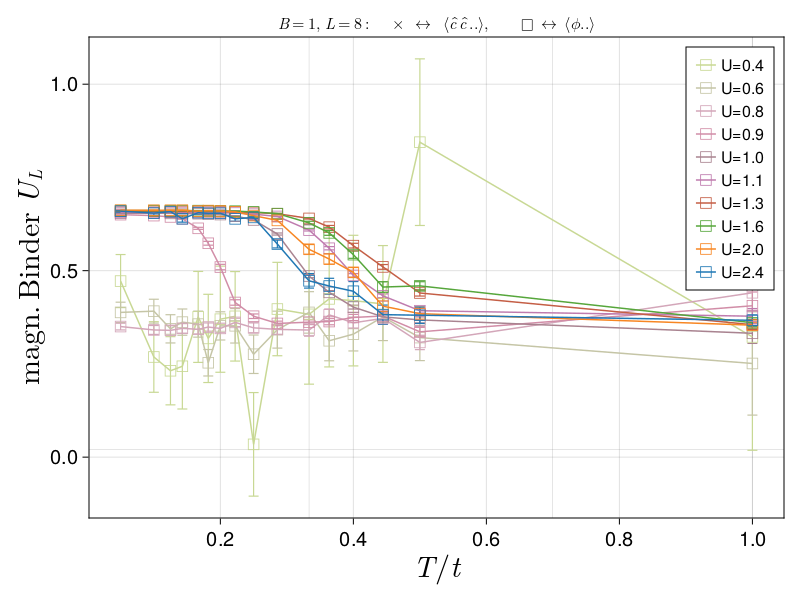 B = 1, L = 8 :    × ↔ ⟨ĉ ĉ ..⟩,    □ ↔ ⟨ϕ..⟩
magn. Binder U_L
1.0
0.5
0.0
U=0.4
U=0.6
U=0.8
U=0.9
U=1.0
U=1.1
U=1.3
U=1.6
U=2.0
U=2.4
0.2 0.4 0.6 0.8 1.0
T/t